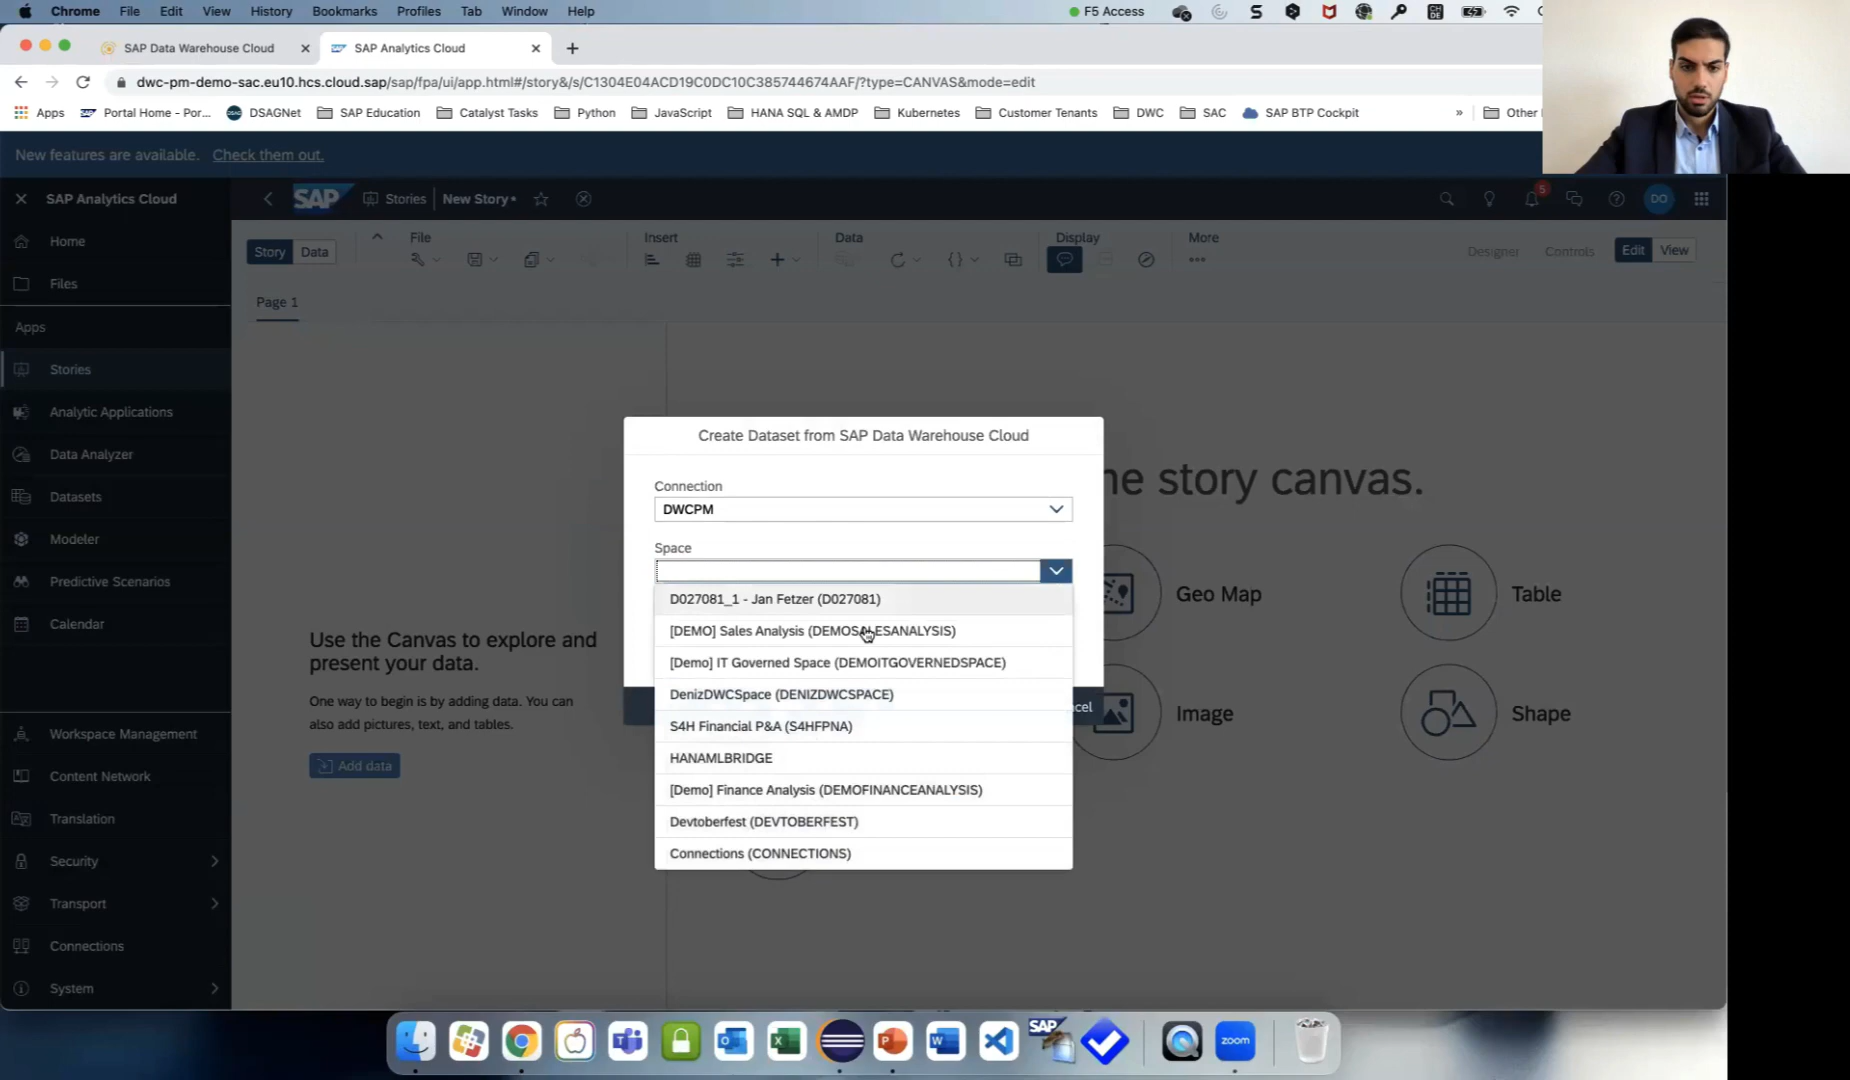 Chrome File Edit View History Bookmarks Profiles Tab Window Help F5 Access
SAP Data Warehouse Cloud SAP Analytics Cloud
dwc-pm-demo-sac.eu10.hcs.cloud.sap/sap/fpa/ui/app.html#/story&/s/C1304E04ACD19C0DC10C385744674AAF/?type=CANVAS&mode=edit
Apps Portal Home - Por... DSAGNet SAP Education Catalyst Tasks Python JavaScript HANA SQL & AMDP Kubernetes Customer Tenants DWC SAC SAP BTP Cockpit » Other
New features are available. Check them out.
SAP Analytics Cloud
SAP Stories New Story • 5 DO
Home
Files
Apps
Stories
Analytic Applications
Data Analyzer
Datasets
Modeler
Predictive Scenarios
Calendar
Workspace Management
Content Network
Translation
Security
Transport
Connections
System
Story Data
File Insert Data Display More
Designer Controls Edit View
Page 1
Use the Canvas to explore and
present your data.
One way to begin is by adding data. You can
also add pictures, text, and tables.
Add data
ne story canvas.
Geo Map Table
Image Shape
Create Dataset from SAP Data Warehouse Cloud
Connection
DWCPM
Space
D027081_1 - Jan Fetzer (D027081)
[DEMO] Sales Analysis (DEMOSALESANALYSIS)
[Demo] IT Governed Space (DEMOITGOVERNEDSPACE)
DenizDWCSpace (DENIZDWCSPACE)
S4H Financial P&A (S4HFPNA)
HANAMLBRIDGE
[Demo] Finance Analysis (DEMOFINANCEANALYSIS)
Devtoberfest (DEVTOBERFEST)
Connections (CONNECTIONS)
cel
SAP zoom